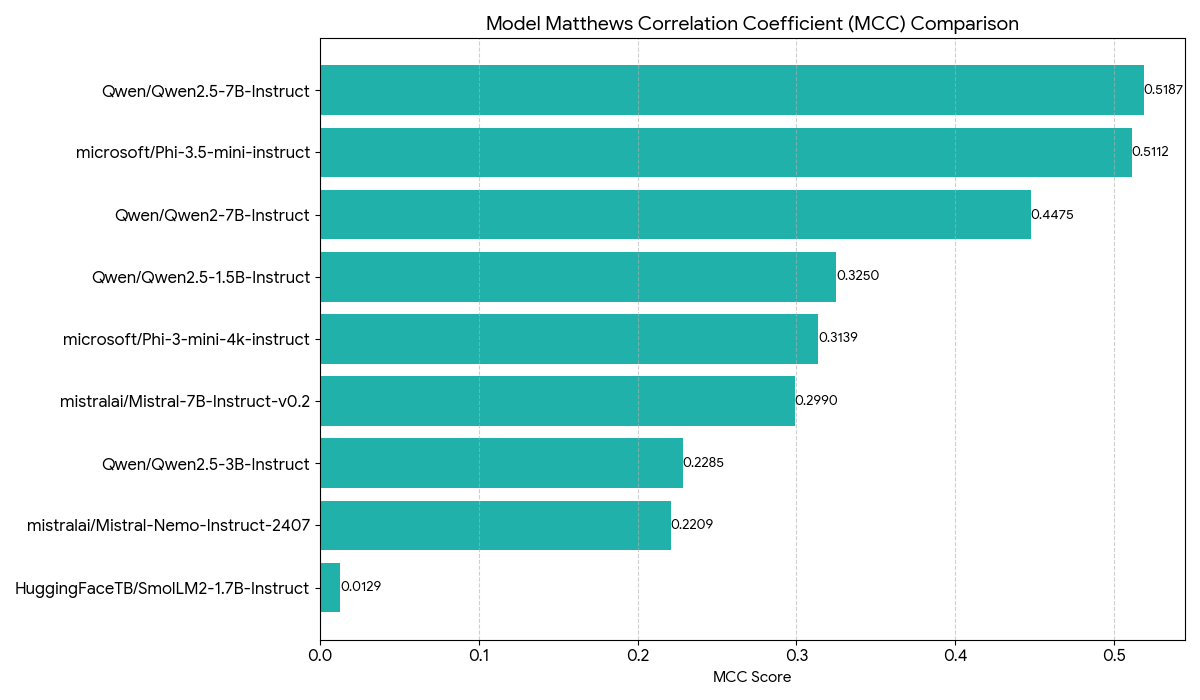 Model Matthews Correlation Coefficient (MCC) Comparison
Qwen/Qwen2.5-7B-Instruct 0.5187
microsoft/Phi-3.5-mini-instruct 0.5112
Qwen/Qwen2-7B-Instruct 0.4475
Qwen/Qwen2.5-1.5B-Instruct 0.3250
microsoft/Phi-3-mini-4k-instruct 0.3139
mistralai/Mistral-7B-Instruct-v0.2 0.2990
Qwen/Qwen2.5-3B-Instruct 0.2285
mistralai/Mistral-Nemo-Instruct-2407 0.2209
HuggingFaceTB/SmolLM2-1.7B-Instruct 0.0129
0.0 0.1 0.2 0.3 0.4 0.5
MCC Score